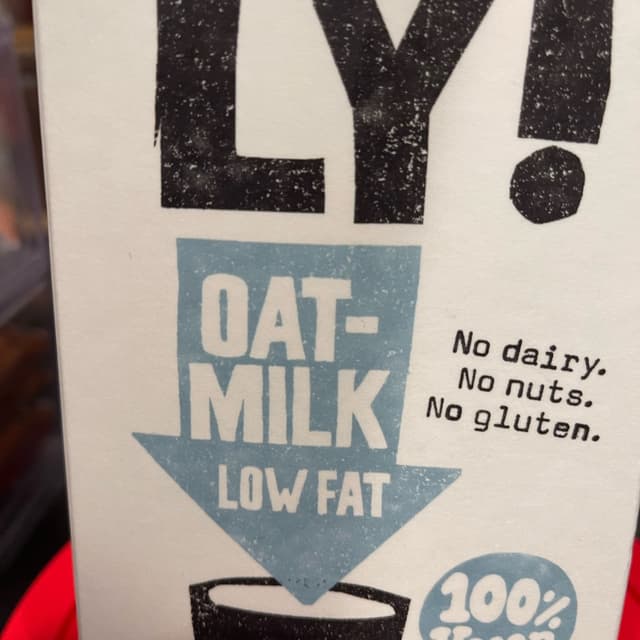 LY!
OAT-
MILK
LOW FAT
No dairy.
No nuts.
No gluten.
100%